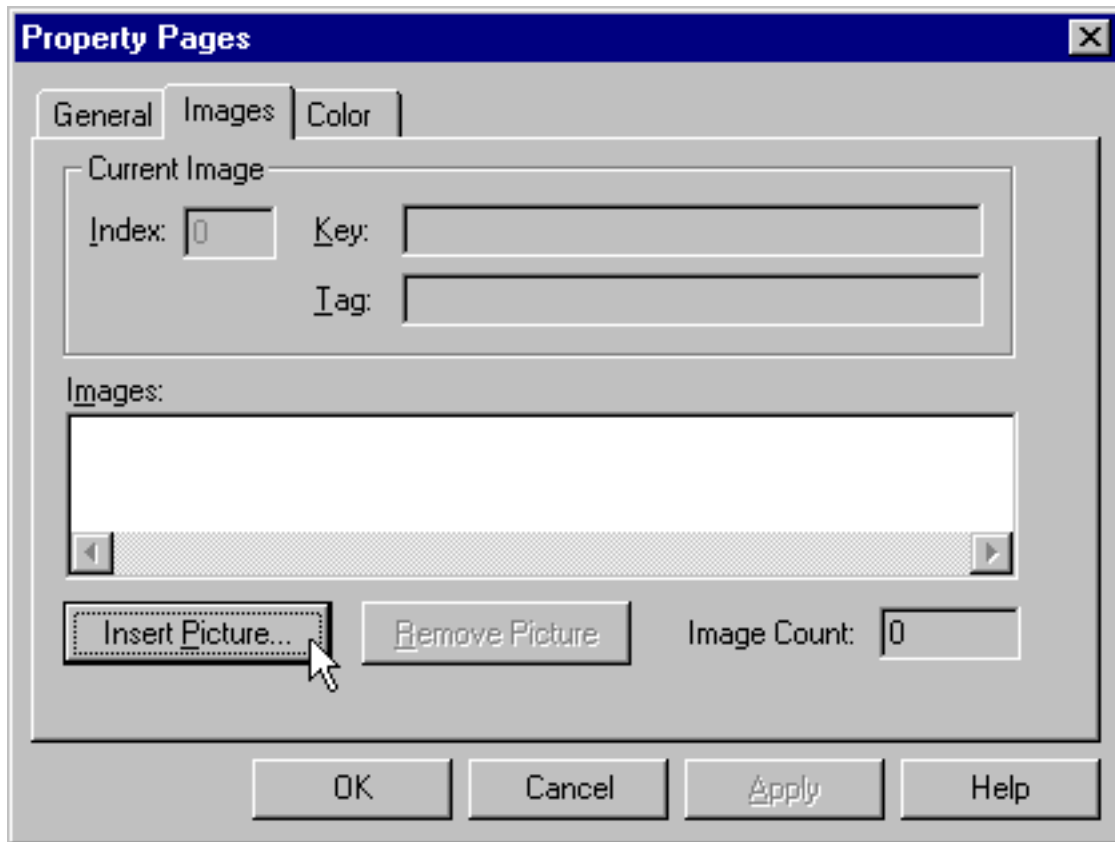 Property Pages
General Images Color
Current Image
Index: 0 Key:
Tag:
Images:
Insert Picture... Remove Picture Image Count: 0
OK Cancel Apply Help